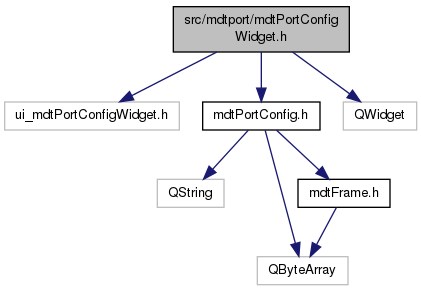 src/mdtport/mdtPortConfig
Widget.h
ui_mdtPortConfigWidget.h
mdtPortConfig.h
QWidget
QString
mdtFrame.h
QByteArray